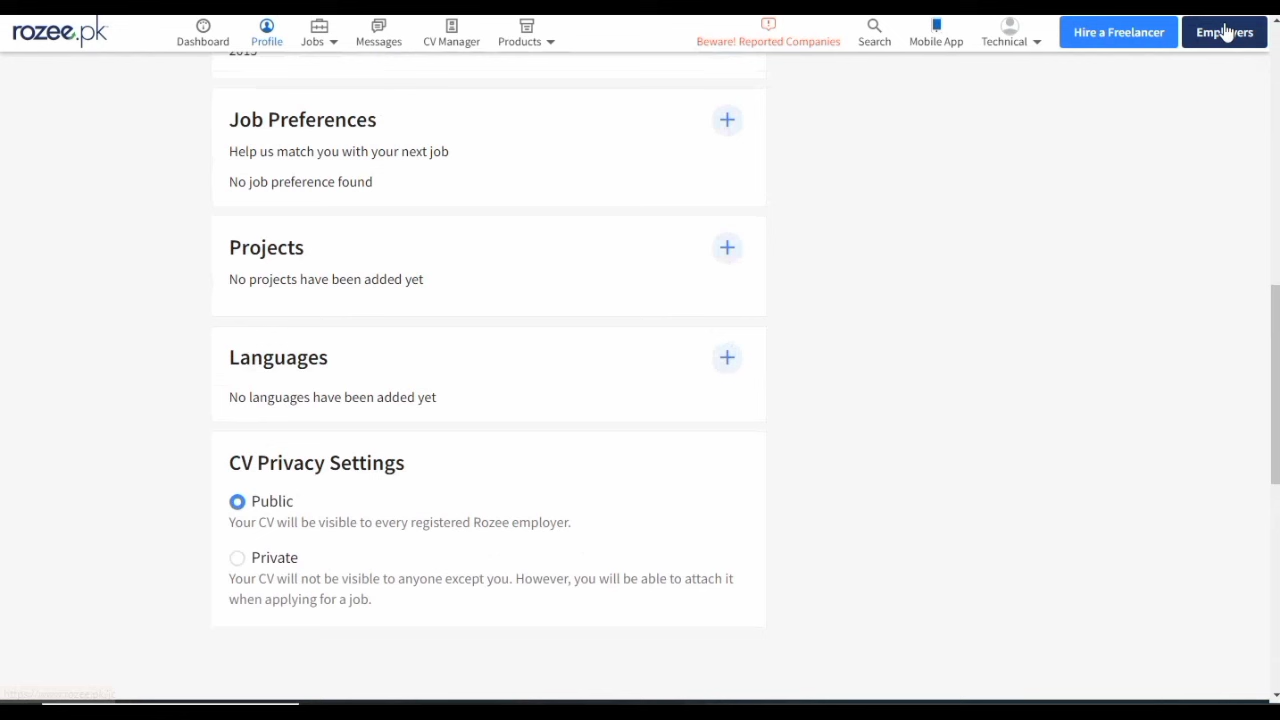 rozee.pk
Dashboard
Profile
Jobs
Messages
CV Manager
Products
Beware! Reported Companies
Search
Mobile App
Technical
Hire a Freelancer
Employers
Job Preferences
Help us match you with your next job
No job preference found
Projects
No projects have been added yet
Languages
No languages have been added yet
CV Privacy Settings
Public
Your CV will be visible to every registered Rozee employer.
Private
Your CV will not be visible to anyone except you. However, you will be able to attach it
when applying for a job.